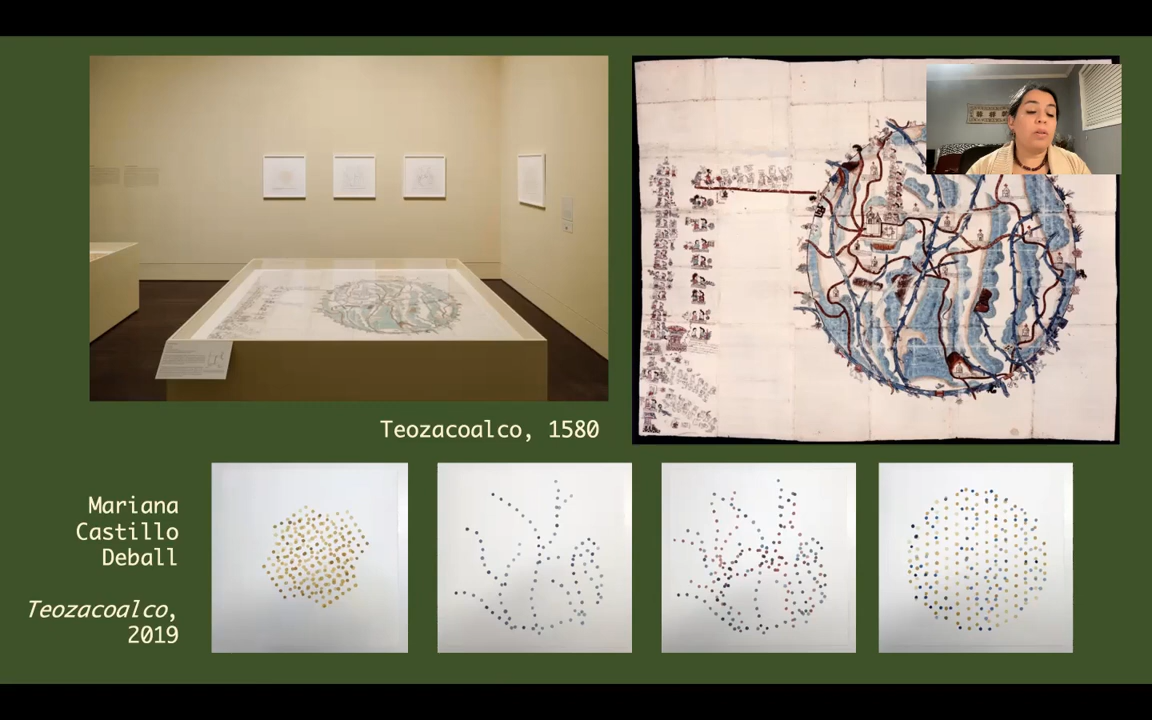 Teozacoalco, 1580
Mariana
Castillo
Deball
Teozacoalco,
2019